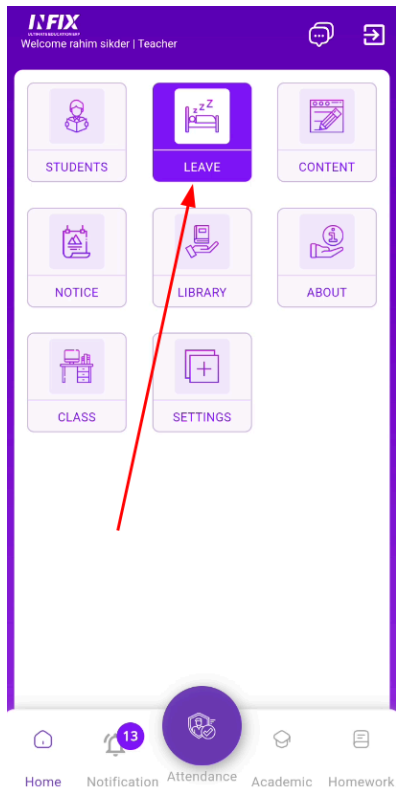 INFIX
ULTIMATE EDUCATION ERP
Welcome rahim sikder | Teacher
STUDENTS
LEAVE
CONTENT
NOTICE
LIBRARY
ABOUT
CLASS
SETTINGS
13
Home
Notification
Attendance
Academic
Homework